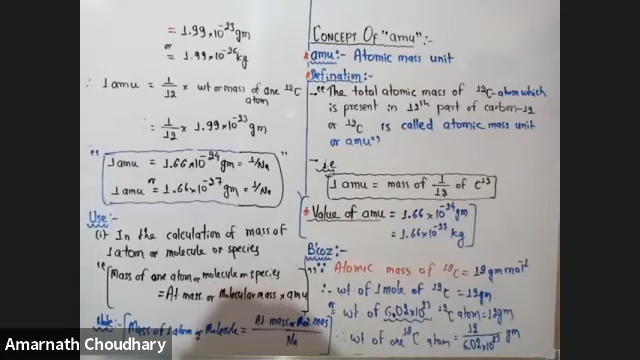 = 1.99×10⁻²³ gm
or
= 1.99×10⁻²⁶ kg
∴ 1 amu = 1/12 × wt or mass of one ¹²C atom
= 1/12 × 1.99×10⁻²³ gm
" 1 amu = 1.66×10⁻²⁴ gm = 1/Na "
or
1 amu = 1.66×10⁻²⁷ gm = 1/Na
Use:-
(i) In the calculation of mass of
1 atom or molecule or species
" Mass of one atom or molecule or species
= At mass or Molecular mass × amu "
Note:- Mass of 1 atom or Molecule = At mass or Mol mas / Na
CONCEPT OF "amu":-
* amu:- Atomic mass unit
* Defination:-
→ "The total atomic mass of ¹²C-atom which
is present in 12th part of carbon-12
or ¹²C is called atomic mass unit
or amu"
→ i.e
1 amu = mass of 1/12 of C¹²
* Value of amu = 1.66×10⁻²⁴ gm
= 1.66×10⁻²⁷ kg
B'coz:-
∵ Atomic mass of ¹²C = 12 gm mol⁻¹
∴ wt of 1 mole of ¹²C = 12 gm
or wt of 6.02×10²³ ¹²C atom = 12 gm
∴ wt of one ¹²C atom = 12/6.02×10²³ gm
Amarnath Choudhary